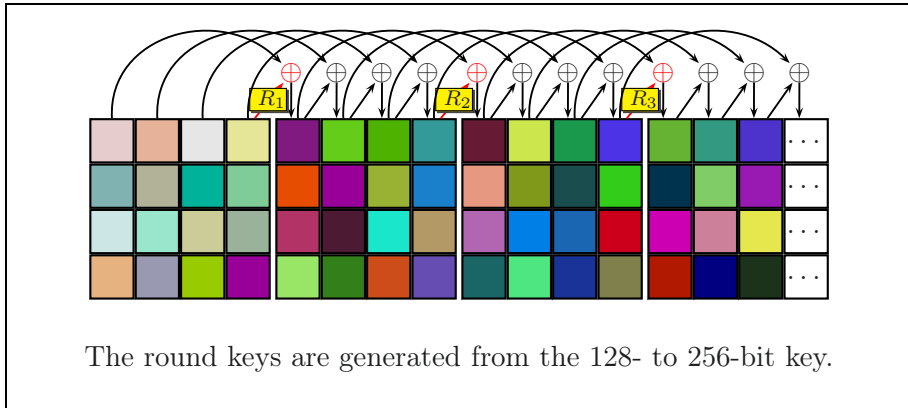 R1 R2 R3
...
...
...
...
The round keys are generated from the 128- to 256-bit key.